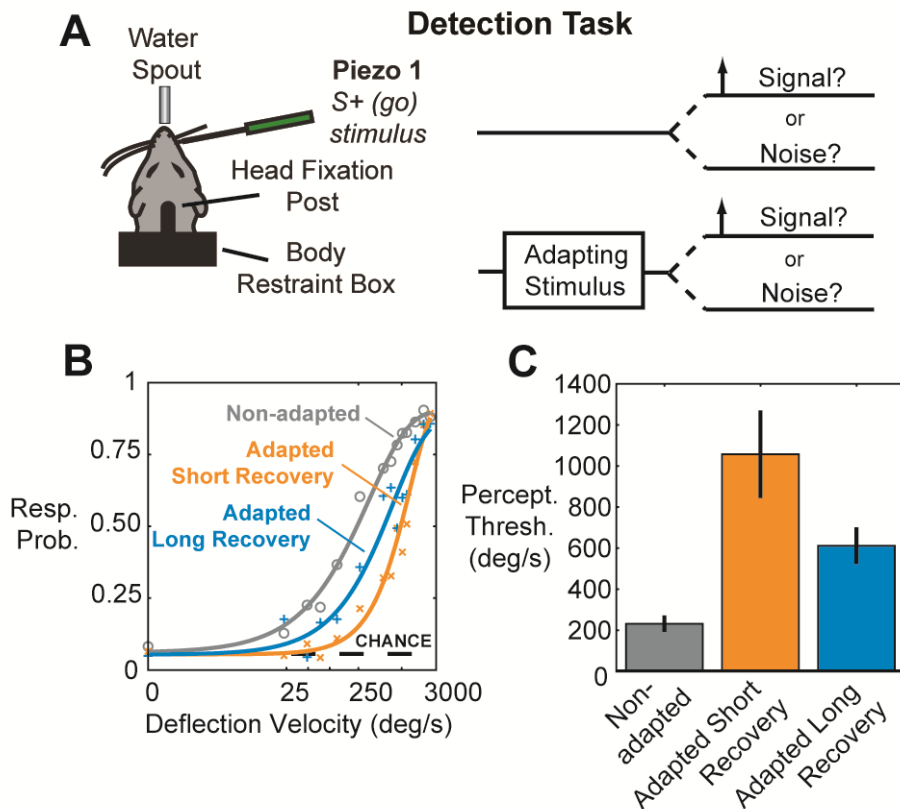 A
Detection Task
Water
Spout
Piezo 1
S+ (go)
stimulus
Head Fixation
Post
Body
Restraint Box
Signal?
or
Noise?
Adapting
Stimulus
Signal?
or
Noise?
B
1
0.75
0.50
0.25
0
Resp.
Prob.
Non-adapted
Adapted
Short Recovery
Adapted
Long Recovery
CHANCE
0 25 250 3000
Deflection Velocity (deg/s)
C
1400
1200
1000
800
600
400
200
0
Percept.
Thresh.
(deg/s)
Non-
adapted
Adapted Short
Recovery
Adapted Long
Recovery